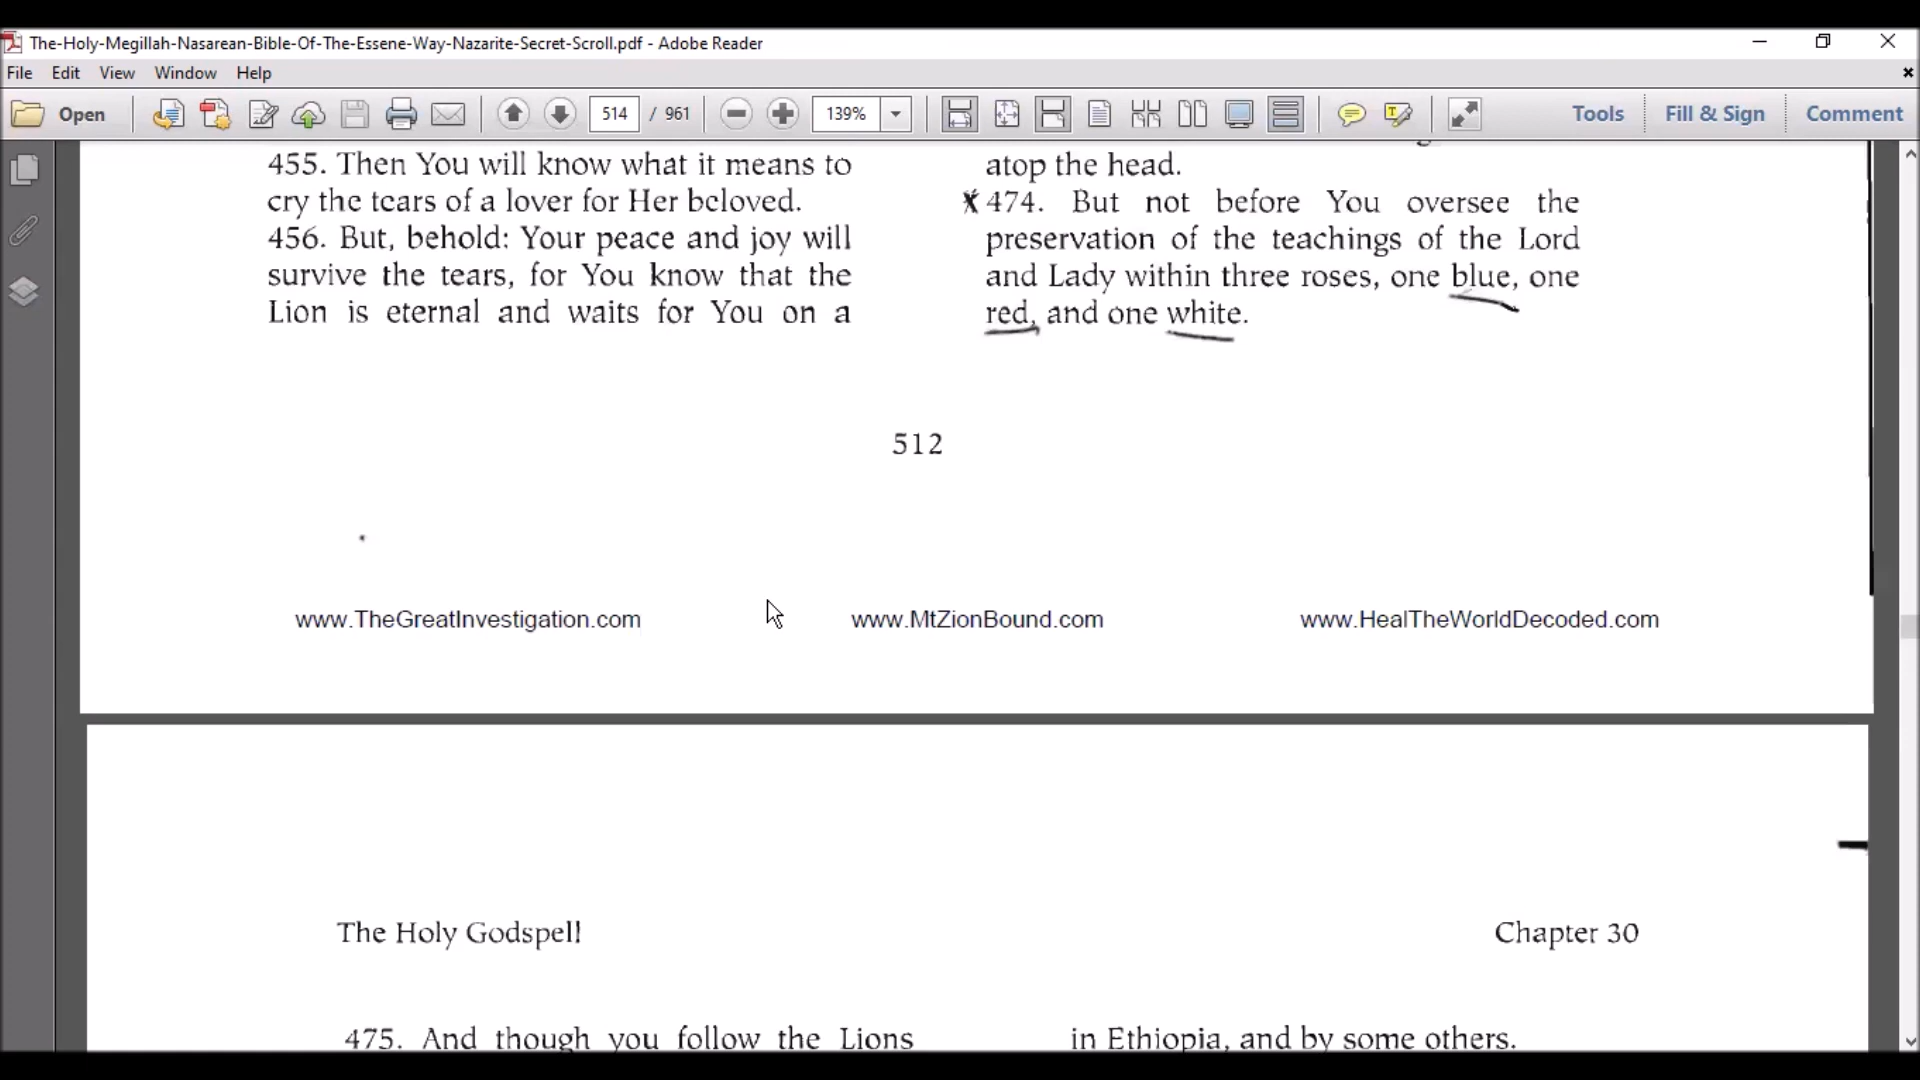 The-Holy-Megillah-Nasarean-Bible-Of-The-Essene-Way-Nazarite-Secret-Scroll.pdf - Adobe Reader
File Edit View Window Help
Open 514 / 961 139% Tools Fill & Sign Comment
455. Then You will know what it means to
cry the tears of a lover for Her beloved.
456. But, behold: Your peace and joy will
survive the tears, for You know that the
Lion is eternal and waits for You on a
atop the head.
474. But not before You oversee the
preservation of the teachings of the Lord
and Lady within three roses, one blue, one
red, and one white.
512
www.TheGreatInvestigation.com www.MtZionBound.com www.HealTheWorldDecoded.com
The Holy Godspell Chapter 30
475. And though you follow the Lions
in Ethiopia, and by some others.